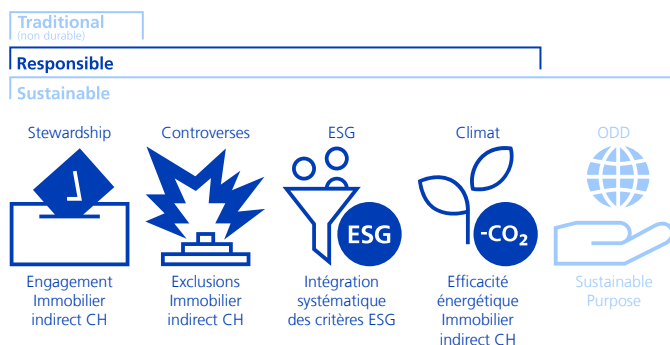 Traditional
(non durable)
Responsible
Sustainable
Stewardship
Controverses
ESG
Climat
ODD
ESG
-CO₂
Engagement
Immobilier
indirect CH
Exclusions
Immobilier
indirect CH
Intégration
systématique
des critères ESG
Efficacité
énergétique
Immobilier
indirect CH
Sustainable
Purpose